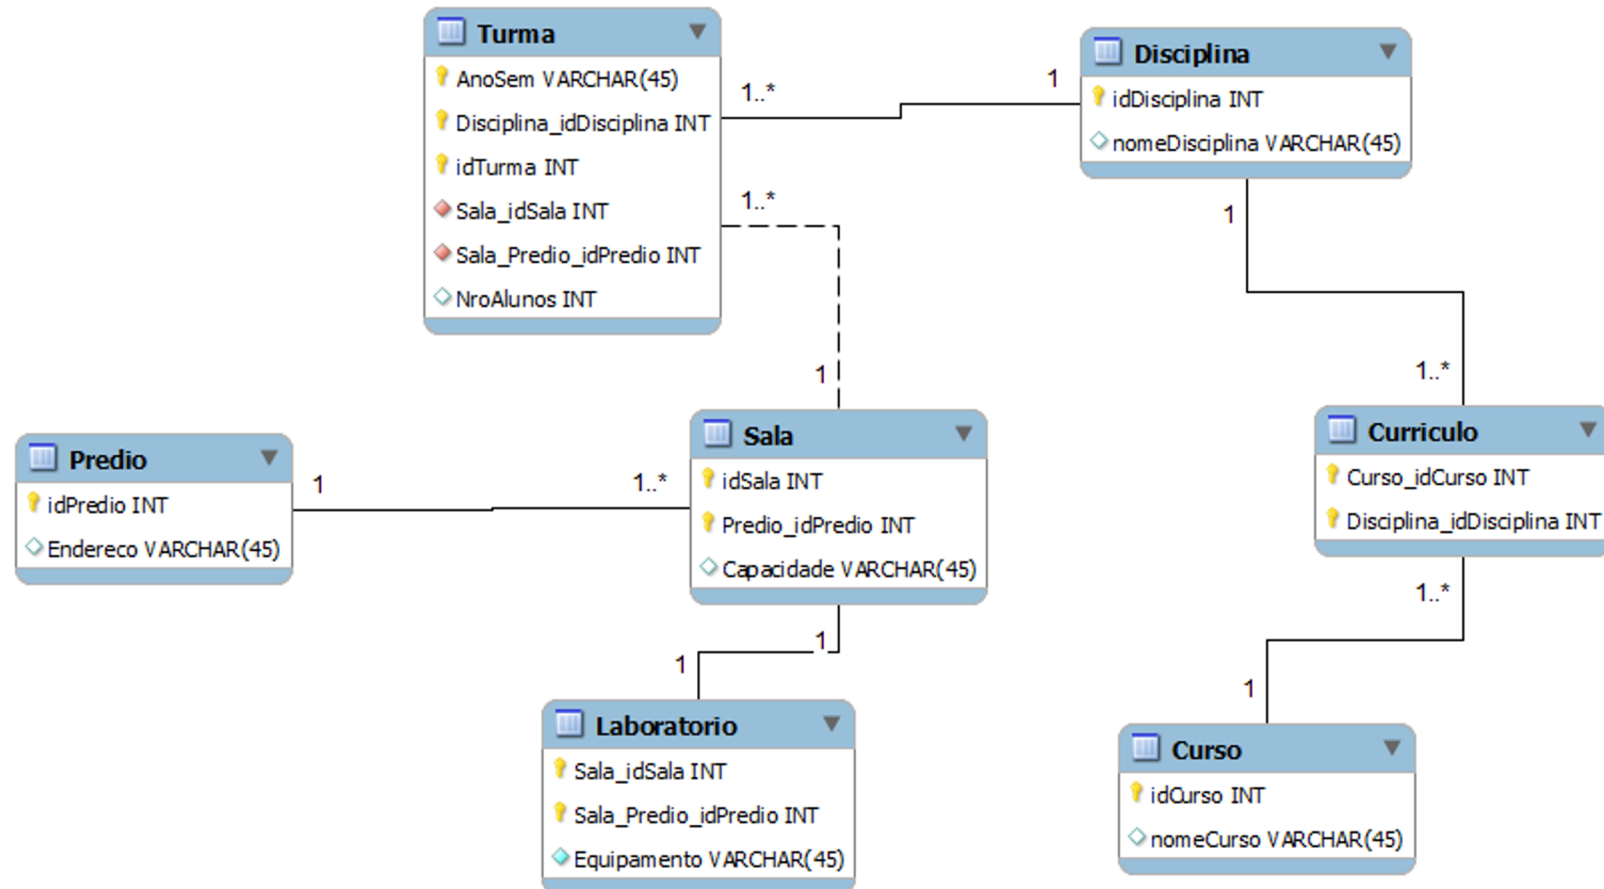 Turma
AnoSem VARCHAR(45)
Disciplina_idDisciplina INT
idTurma INT
Sala_idSala INT
Sala_Predio_idPredio INT
NroAlunos INT
1..*
1
Disciplina
idDisciplina INT
nomeDisciplina VARCHAR(45)
1..*
1
1
1..*
Predio
idPredio INT
Endereco VARCHAR(45)
1
1..*
Sala
idSala INT
Predio_idPredio INT
Capacidade VARCHAR(45)
Curriculo
Curso_idCurso INT
Disciplina_idDisciplina INT
1..*
1
1
1
Laboratorio
Sala_idSala INT
Sala_Predio_idPredio INT
Equipamento VARCHAR(45)
Curso
idCurso INT
nomeCurso VARCHAR(45)